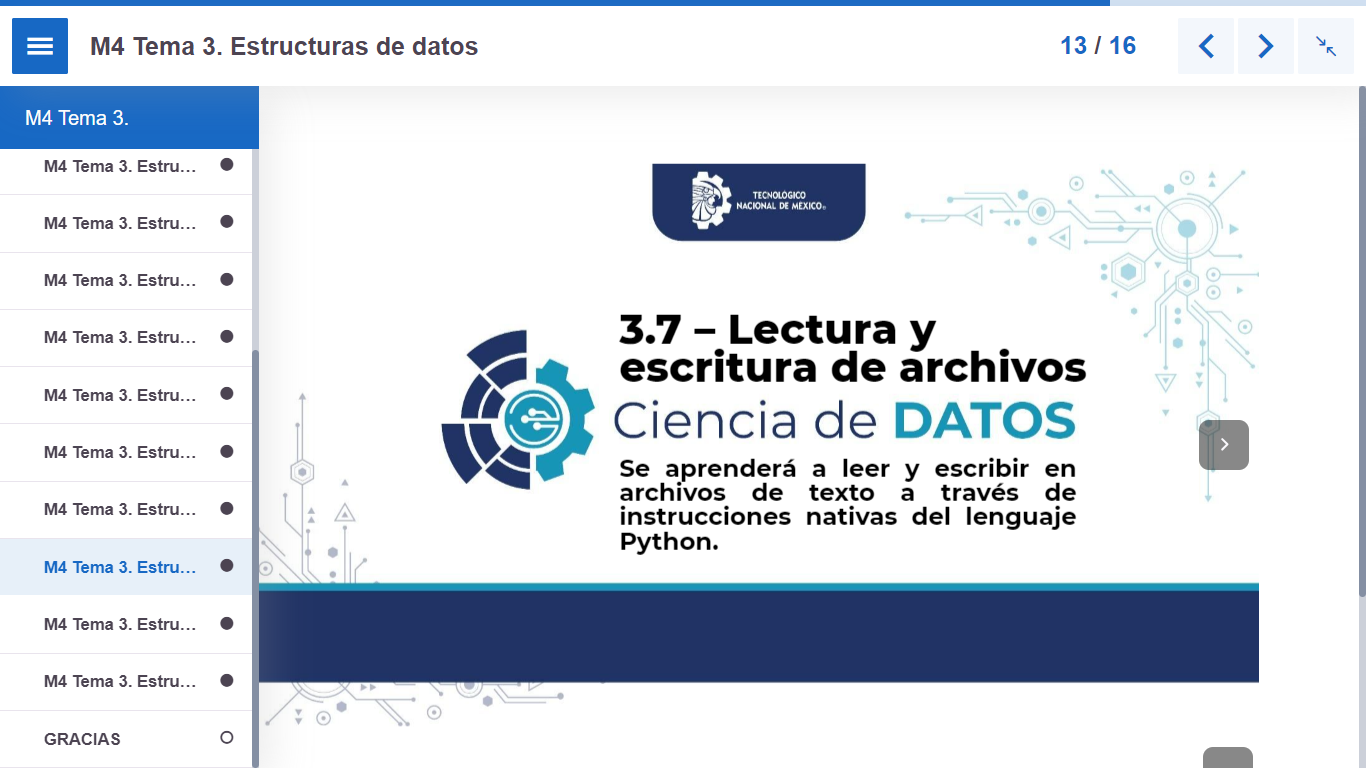 M4 Tema 3. Estructuras de datos
13 / 16
M4 Tema 3.
M4 Tema 3. Estru...
M4 Tema 3. Estru...
M4 Tema 3. Estru...
M4 Tema 3. Estru...
M4 Tema 3. Estru...
M4 Tema 3. Estru...
M4 Tema 3. Estru...
M4 Tema 3. Estru...
M4 Tema 3. Estru...
M4 Tema 3. Estru...
GRACIAS
TECNOLÓGICO
NACIONAL DE MÉXICO®
3.7 – Lectura y
escritura de archivos
Ciencia de DATOS
Se aprenderá a leer y escribir en
archivos de texto a través de
instrucciones nativas del lenguaje
Python.